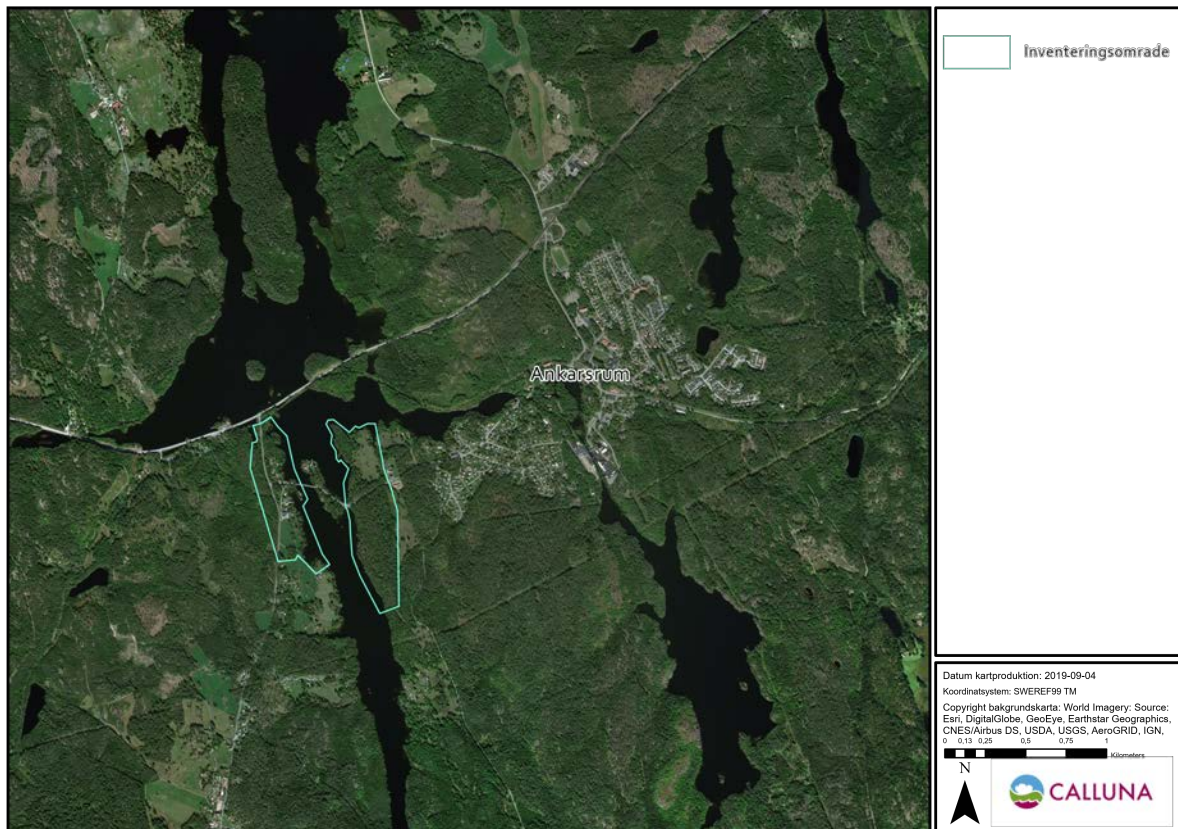 Ankarsrum
Inventeringsomrade
Datum kartproduktion: 2019-09-04
Koordinatsystem: SWEREF99 TM
Copyright bakgrundskarta: World Imagery: Source:
Esri, DigitalGlobe, GeoEye, Earthstar Geographics,
CNES/Airbus DS, USDA, USGS, AeroGRID, IGN,
0 0,13 0,25 0,5 0,75 1
Kilometers
N
CALLUNA